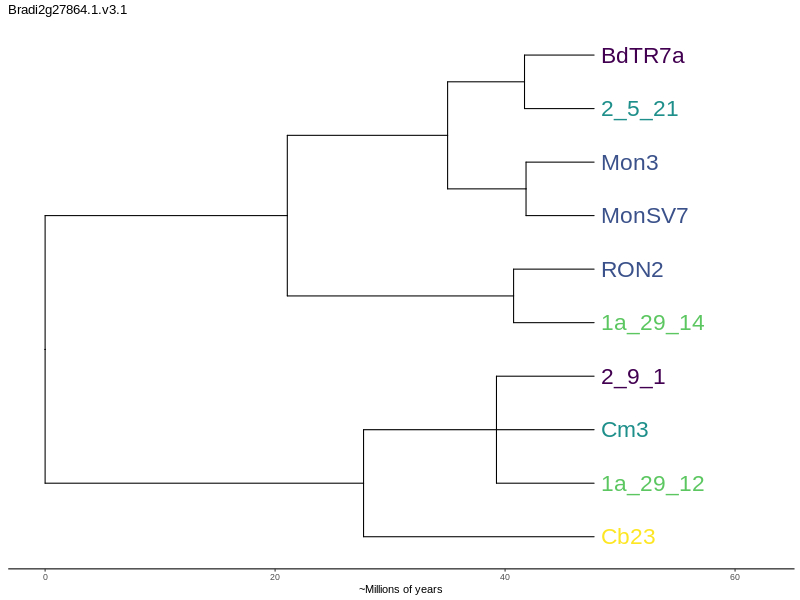 Bradi2g27864.1.v3.1
BdTR7a
2_5_21
Mon3
MonSV7
RON2
1a_29_14
2_9_1
Cm3
1a_29_12
Cb23
0 20 40 60
~Millions of years